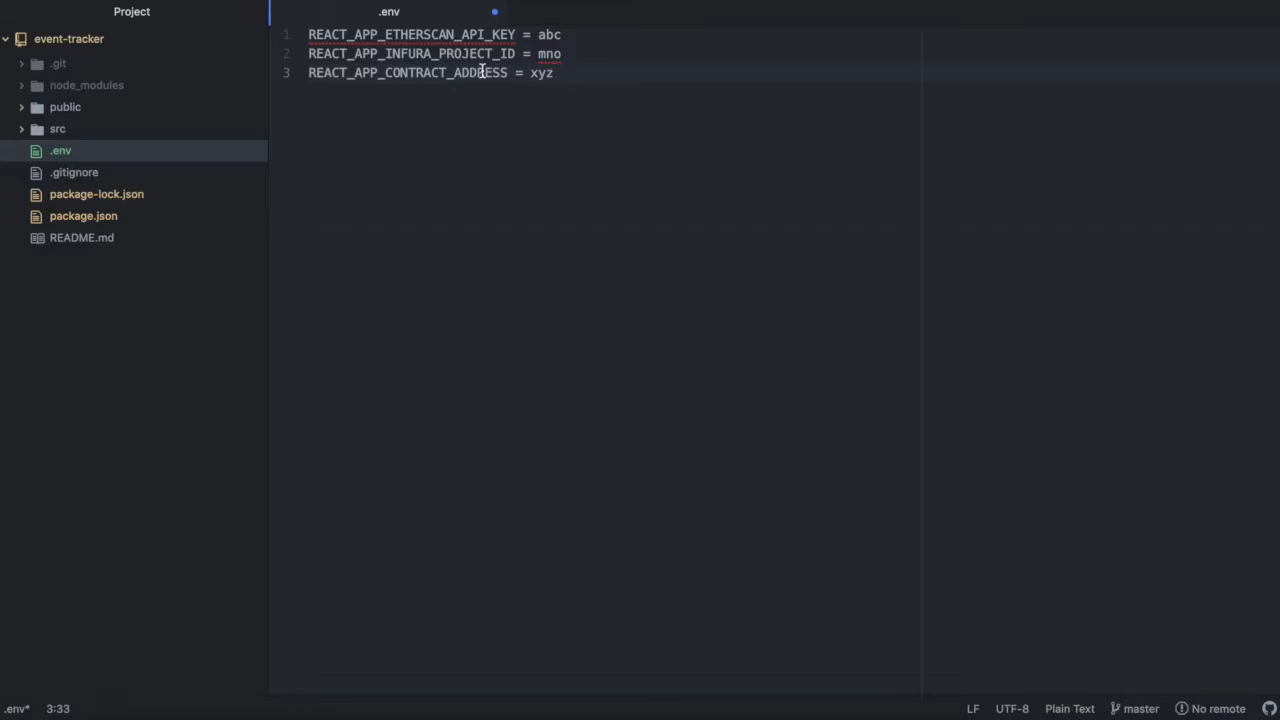 Project
event-tracker
.git
node_modules
public
src
.env
.gitignore
package-lock.json
package.json
README.md
.env
1 REACT_APP_ETHERSCAN_API_KEY = abc
2 REACT_APP_INFURA_PROJECT_ID = mno
3 REACT_APP_CONTRACT_ADDRESS = xyz
.env* 3:33 LF UTF-8 Plain Text master No remote